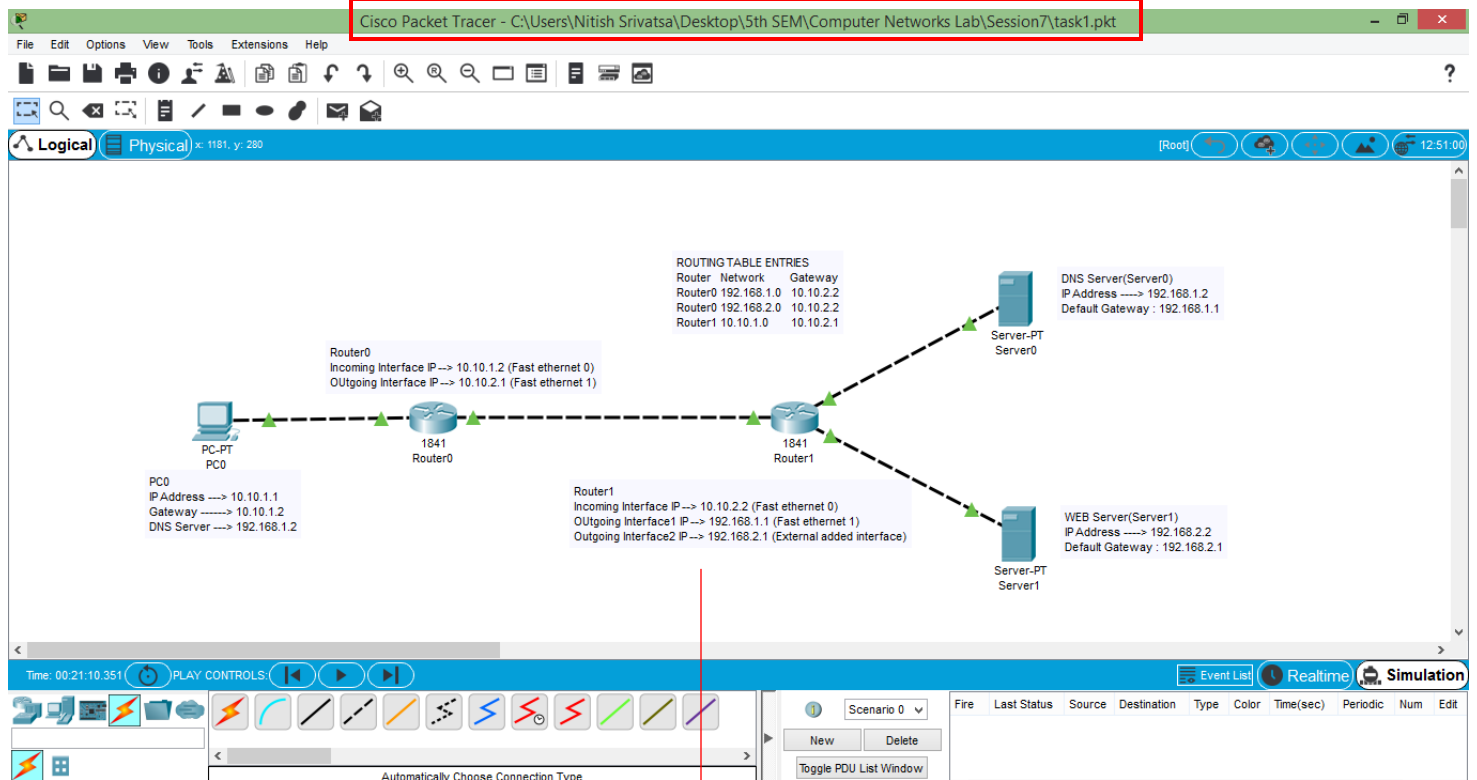 Cisco Packet Tracer - C:\Users\Nitish Srivatsa\Desktop\5th SEM\Computer Networks Lab\Session7\task1.pkt
File Edit Options View Tools Extensions Help
?
Logical Physical x: 1181, y: 280 [Root] 12:51:00
ROUTING TABLE ENTRIES
Router Network Gateway
Router0 192.168.1.0 10.10.2.2
Router0 192.168.2.0 10.10.2.2
Router1 10.10.1.0 10.10.2.1
DNS Server(Server0)
IP Address ----> 192.168.1.2
Default Gateway : 192.168.1.1
Server-PT
Server0
Router0
Incoming Interface IP--> 10.10.1.2 (Fast ethernet 0)
OUtgoing Interface IP--> 10.10.2.1 (Fast ethernet 1)
PC-PT
PC0
1841
Router0
1841
Router1
PC0
IP Address ---> 10.10.1.1
Gateway ------> 10.10.1.2
DNS Server ---> 192.168.1.2
Router1
Incoming Interface IP--> 10.10.2.2 (Fast ethernet 0)
OUtgoing Interface1 IP--> 192.168.1.1 (Fast ethernet 1)
Outgoing Interface2 IP--> 192.168.2.1 (External added interface)
WEB Server(Server1)
IP Address ----> 192.168.2.2
Default Gateway : 192.168.2.1
Server-PT
Server1
Time: 00:21:10.351 PLAY CONTROLS: Event List Realtime Simulation
Scenario 0
New Delete
Toggle PDU List Window
Fire Last Status Source Destination Type Color Time(sec) Periodic Num Edit
Automatically Choose Connection Type